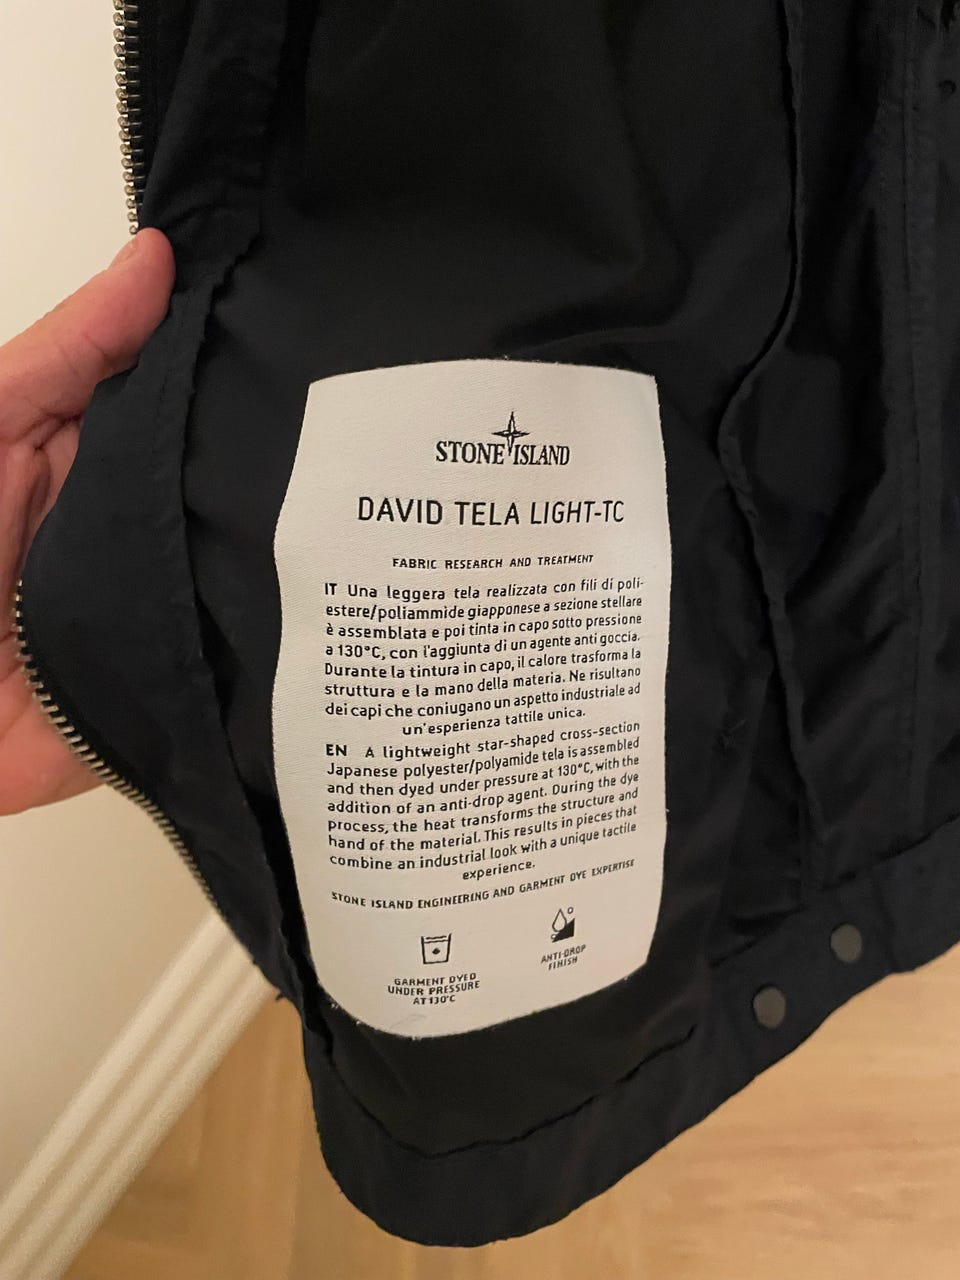 STONE ISLAND
DAVID TELA LIGHT-TC
FABRIC RESEARCH AND TREATMENT
IT Una leggera tela realizzata con fili di poli-
estere/poliammide giapponese a sezione stellare
è assemblata e poi tinta in capo sotto pressione
a 130°C, con l'aggiunta di un agente anti goccia.
Durante la tintura in capo, il calore trasforma la
struttura e la mano della materia. Ne risultano
dei capi che coniugano un aspetto industriale ad
un'esperienza tattile unica.
EN A lightweight star-shaped cross-section
Japanese polyester/polyamide tela is assembled
and then dyed under pressure at 130°C, with the
addition of an anti-drop agent. During the dye
process, the heat transforms the structure and
hand of the material. This results in pieces that
combine an industrial look with a unique tactile
experience.
STONE ISLAND ENGINEERING AND GARMENT DYE EXPERTISE
GARMENT DYED
UNDER PRESSURE
AT 130°C
ANTI-DROP
FINISH